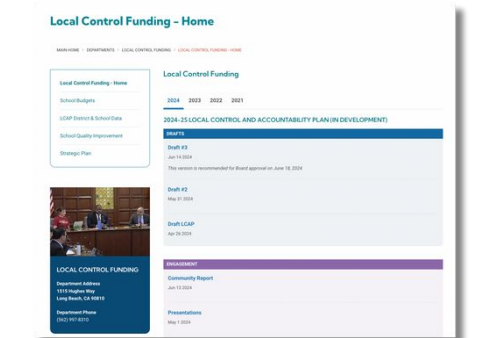 Local Control Funding - Home
MAIN HOME > DEPARTMENTS > LOCAL CONTROL FUNDING > LOCAL CONTROL FUNDING - HOME
Local Control Funding - Home
School Budgets
LCAP District & School Data
School Quality Improvement
Strategic Plan
LOCAL CONTROL FUNDING
Department Address
1515 Hughes Way
Long Beach, CA 90810
Department Phone
(562) 997-8310
Local Control Funding
2024 2023 2022 2021
2024-25 LOCAL CONTROL AND ACCOUNTABILITY PLAN (IN DEVELOPMENT)
DRAFTS
Draft #3
Jun 14 2024
This version is recommended for Board approval on June 18, 2024
Draft #2
May 31 2024
Draft LCAP
Apr 26 2024
ENGAGEMENT
Community Report
Jun 13 2024
Presentations
May 1 2024